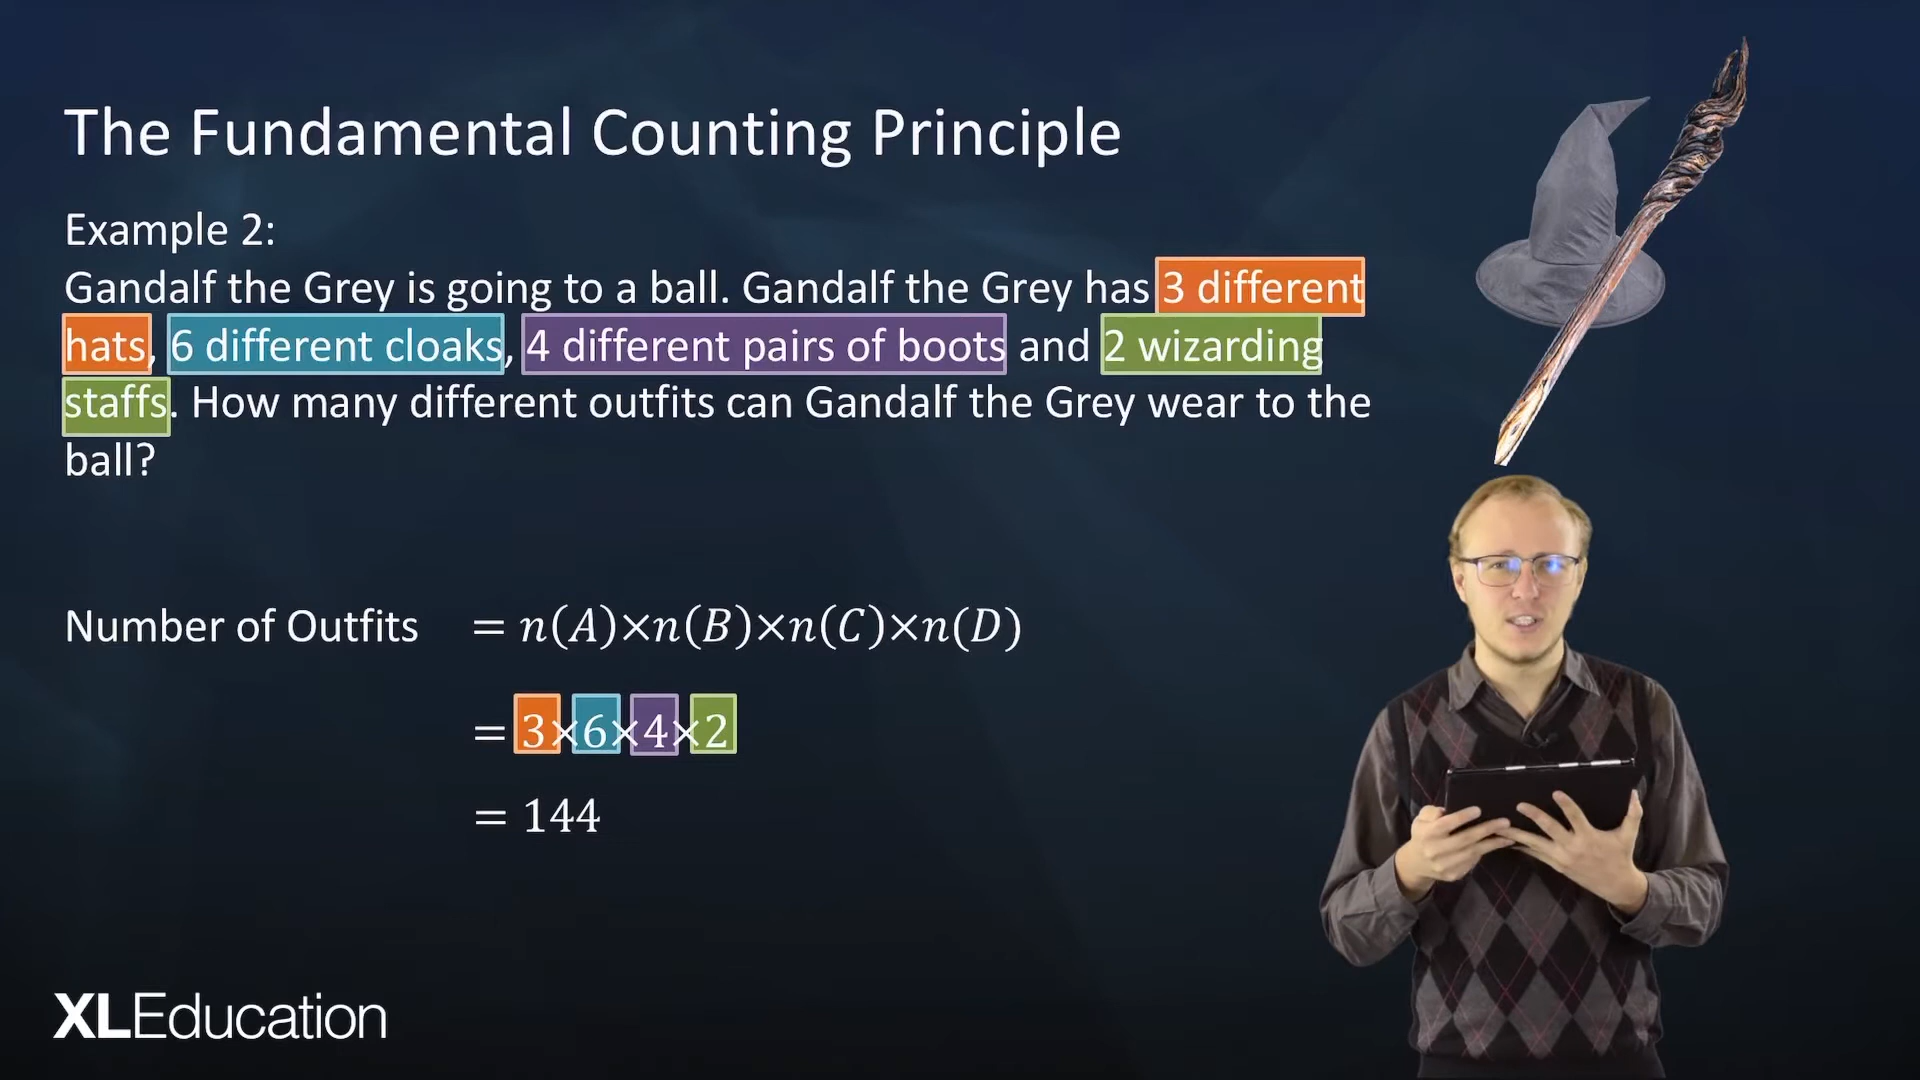 The Fundamental Counting Principle
Example 2:
Gandalf the Grey is going to a ball. Gandalf the Grey has 3 different
hats, 6 different cloaks, 4 different pairs of boots and 2 wizarding
staffs. How many different outfits can Gandalf the Grey wear to the
ball?
Number of Outfits = n(A)×n(B)×n(C)×n(D)
= 3×6×4×2
= 144
XLEducation